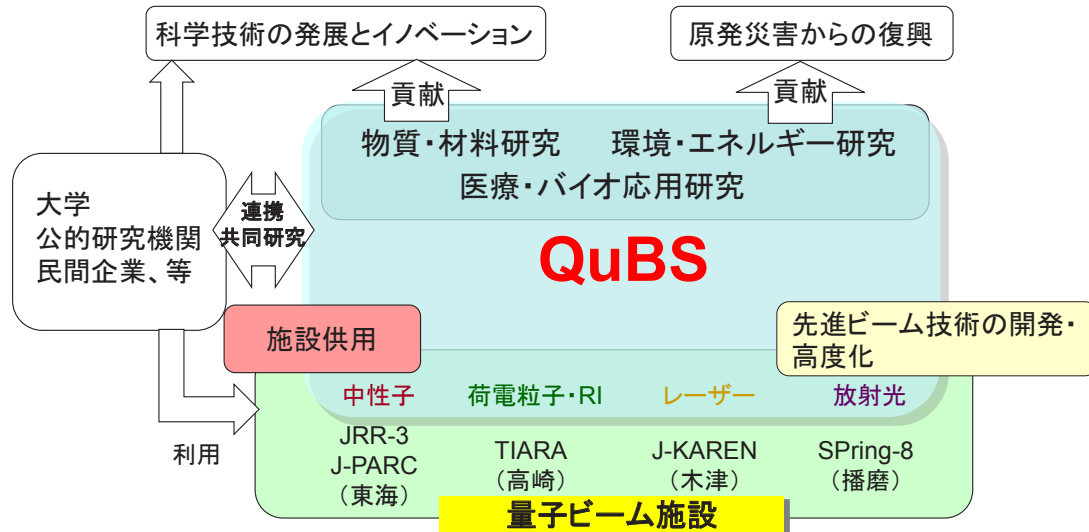 科学技術の発展とイノベーション
原発災害からの復興
貢献
貢献
物質・材料研究 環境・エネルギー研究
医療・バイオ応用研究
大学
公的研究機関
民間企業、等
連携
共同研究
QuBS
施設供用
先進ビーム技術の開発・
高度化
中性子 荷電粒子・RI レーザー 放射光
利用
JRR-3
J-PARC
（東海）
TIARA
（高崎）
J-KAREN
（木津）
SPring-8
（播磨）
量子ビーム施設